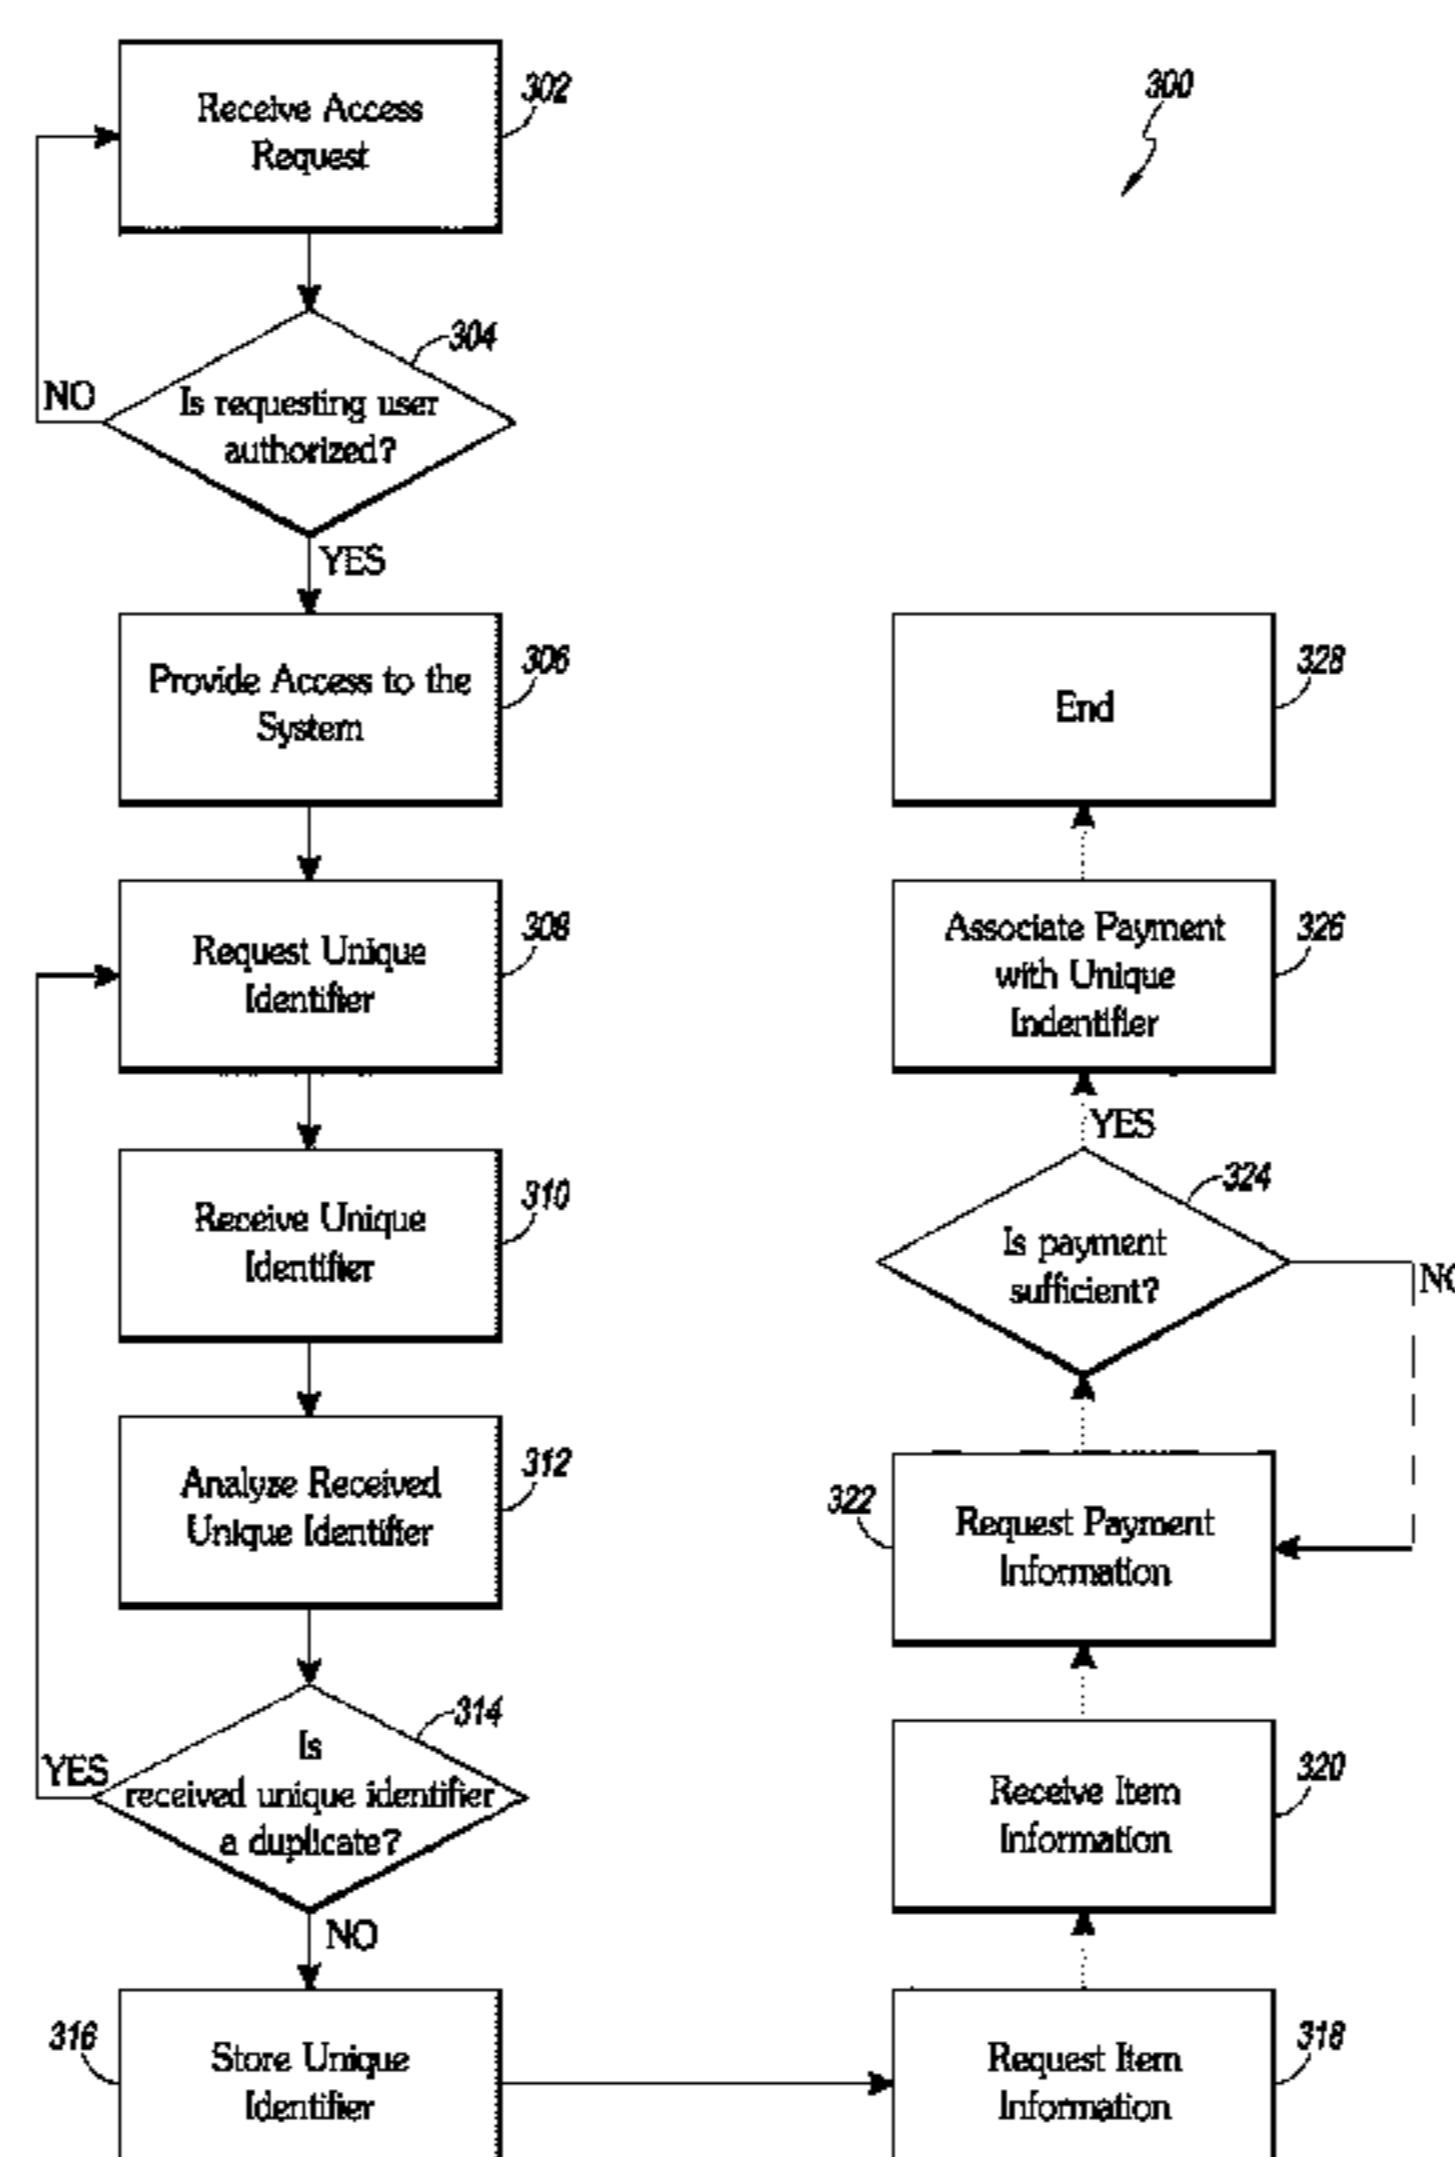 Receive Access
Request
302
300
304
Is requesting user
authorized?
NO
YES
Provide Access to the
System
306
Request Unique
Identifier
308
Receive Unique
Identifier
310
Analyze Received
Unique Identifier
312
314
Is
received unique identifier
a duplicate?
YES
NO
316
Store Unique
Identifier
Request Item
Information
318
Receive Item
Information
320
322
Request Payment
Information
324
Is payment
sufficient?
NO
YES
Associate Payment
with Unique
Indentifier
326
End
328